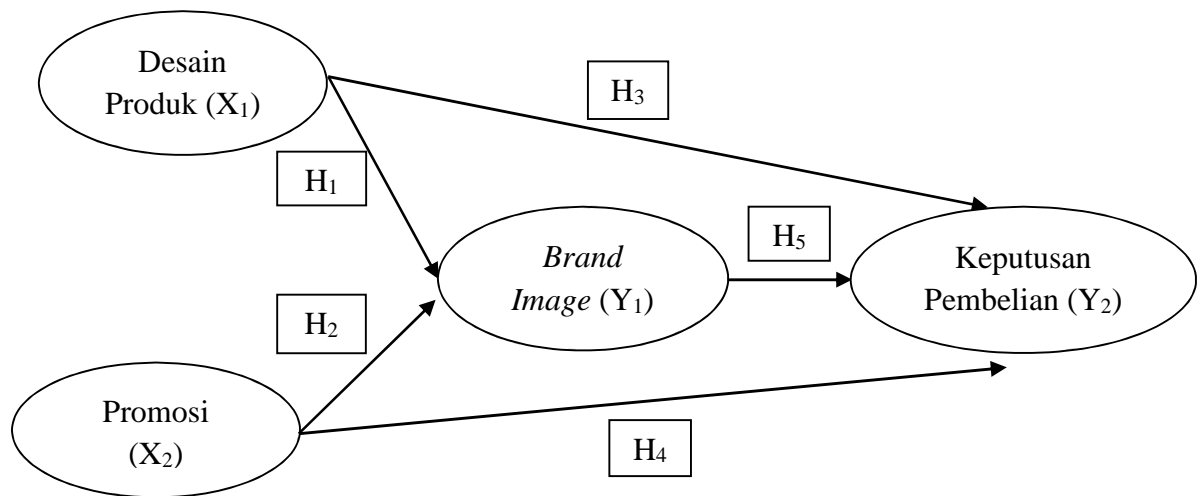 Desain
Produk (X₁)
H₃
H₁
Brand
Image (Y₁)
H₅
Keputusan
Pembelian (Y₂)
H₂
Promosi
(X₂)
H₄